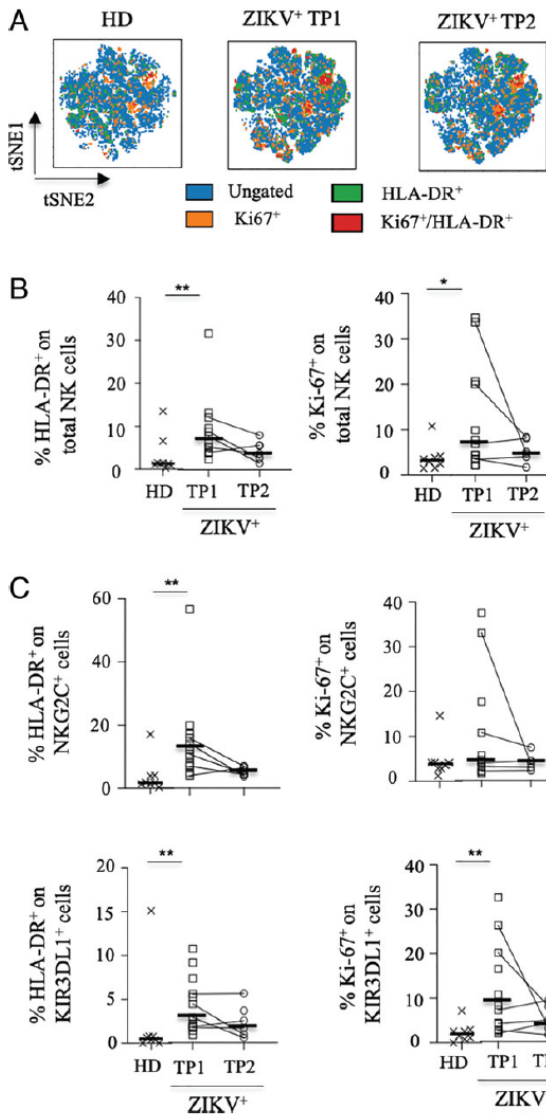 A
HD
ZIKV⁺ TP1
ZIKV⁺ TP2
tSNE1
tSNE2
Ungated
HLA-DR⁺
Ki67⁺
Ki67⁺/HLA-DR⁺
B
% HLA-DR⁺ on
total NK cells
40
30
20
10
0
**
HD
TP1
TP2
ZIKV⁺
% Ki-67⁺ on
total NK cells
40
30
20
10
0
*
HD
TP1
TP2
ZIKV⁺
C
% HLA-DR⁺ on
NKG2C⁺ cells
60
40
20
0
**
% Ki-67⁺ on
NKG2C⁺ cells
40
30
20
10
0
% HLA-DR⁺ on
KIR3DL1⁺ cells
20
15
10
5
0
**
HD
TP1
TP2
ZIKV⁺
% Ki-67⁺ on
KIR3DL1⁺ cells
40
30
20
10
0
**
HD
TP1
ZIKV